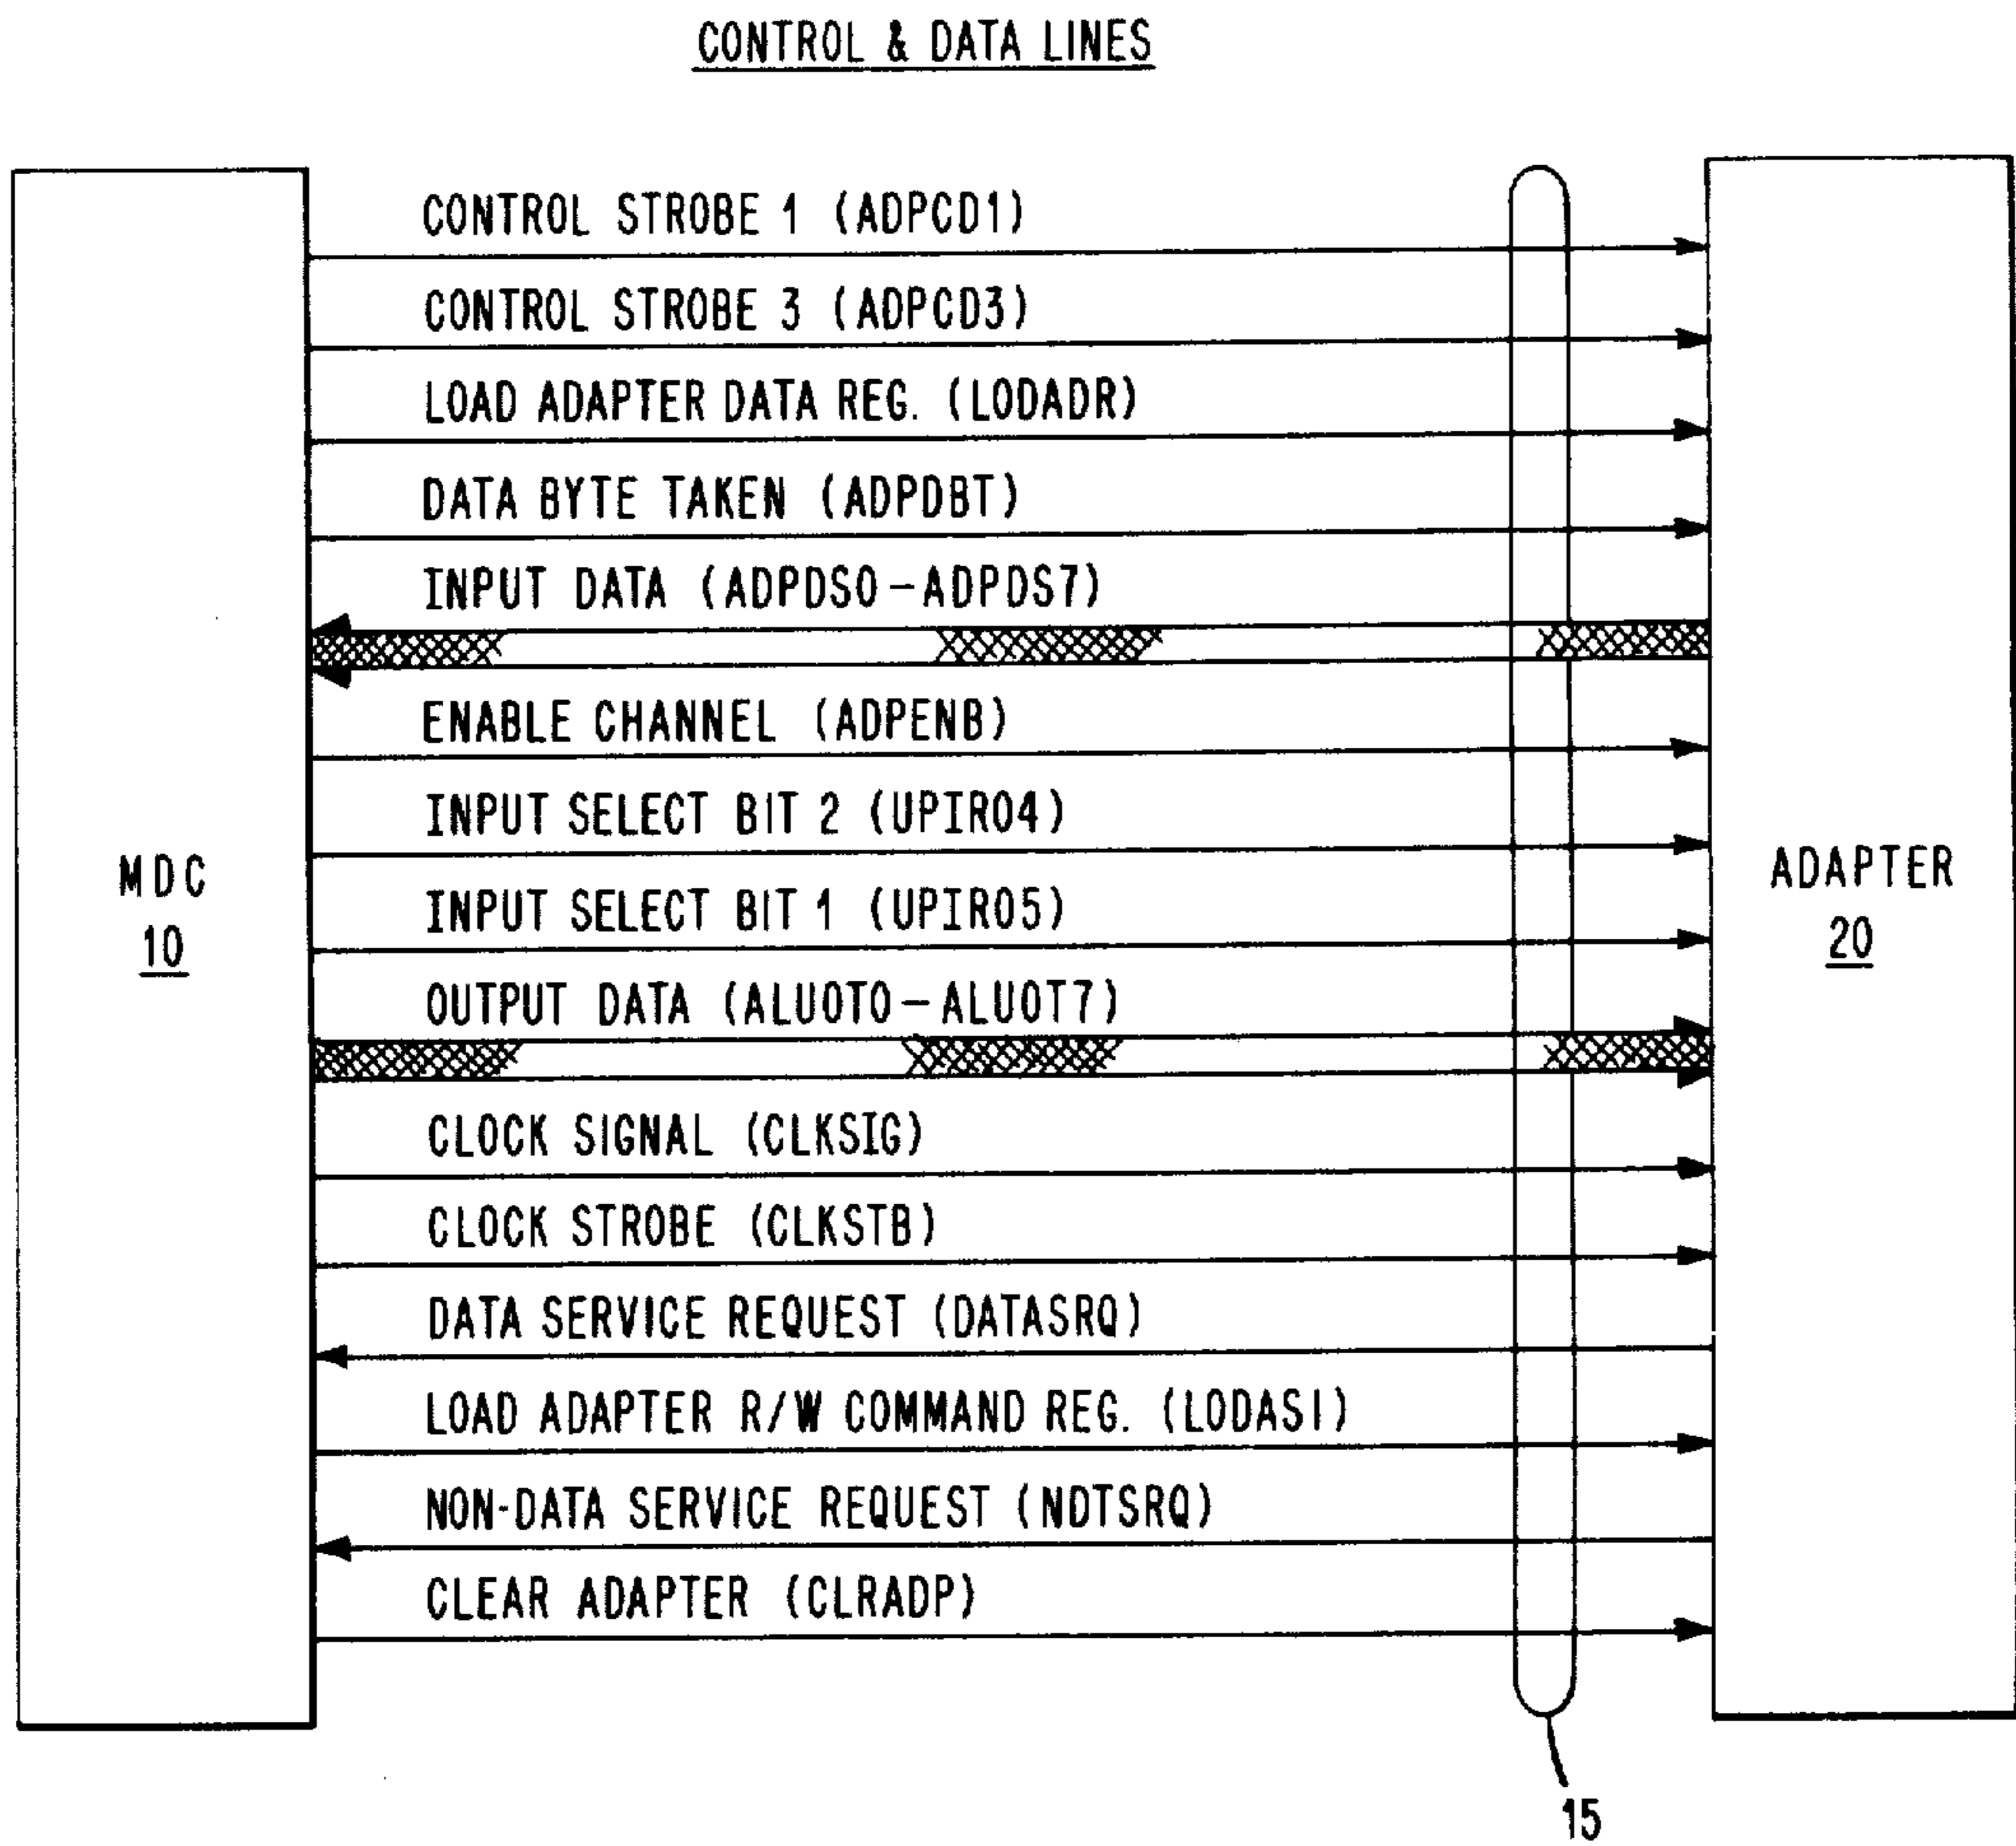 CONTROL & DATA LINES
CONTROL STROBE 1 (ADPCD1)
CONTROL STROBE 3 (ADPCD3)
LOAD ADAPTER DATA REG. (LODADR)
DATA BYTE TAKEN (ADPDBT)
INPUT DATA (ADPDS0-ADPDS7)
ENABLE CHANNEL (ADPENB)
INPUT SELECT BIT 2 (UPIR04)
INPUT SELECT BIT 1 (UPIR05)
OUTPUT DATA (ALUOT0-ALUOT7)
CLOCK SIGNAL (CLKSIG)
CLOCK STROBE (CLKSTB)
DATA SERVICE REQUEST (DATASRQ)
LOAD ADAPTER R/W COMMAND REG. (LODASI)
NON-DATA SERVICE REQUEST (NDTSRQ)
CLEAR ADAPTER (CLRADP)
MDC
10
ADAPTER
20
15